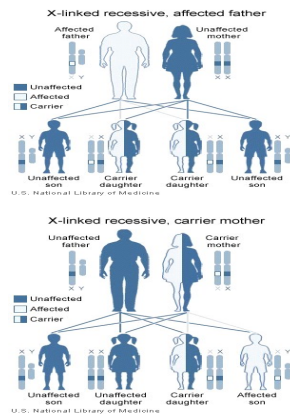 X-linked recessive, affected father
Affected father
Unaffected mother
X Y
X X
Unaffected
Affected
Carrier
X Y
X X
X X
X Y
Unaffected son
Carrier daughter
Carrier daughter
Unaffected son
U.S. National Library of Medicine
X-linked recessive, carrier mother
Unaffected father
Carrier mother
X Y
X X
Unaffected
Affected
Carrier
X Y
X X
X X
X Y
Unaffected son
Unaffected daughter
Carrier daughter
Affected son
U.S. National Library of Medicine